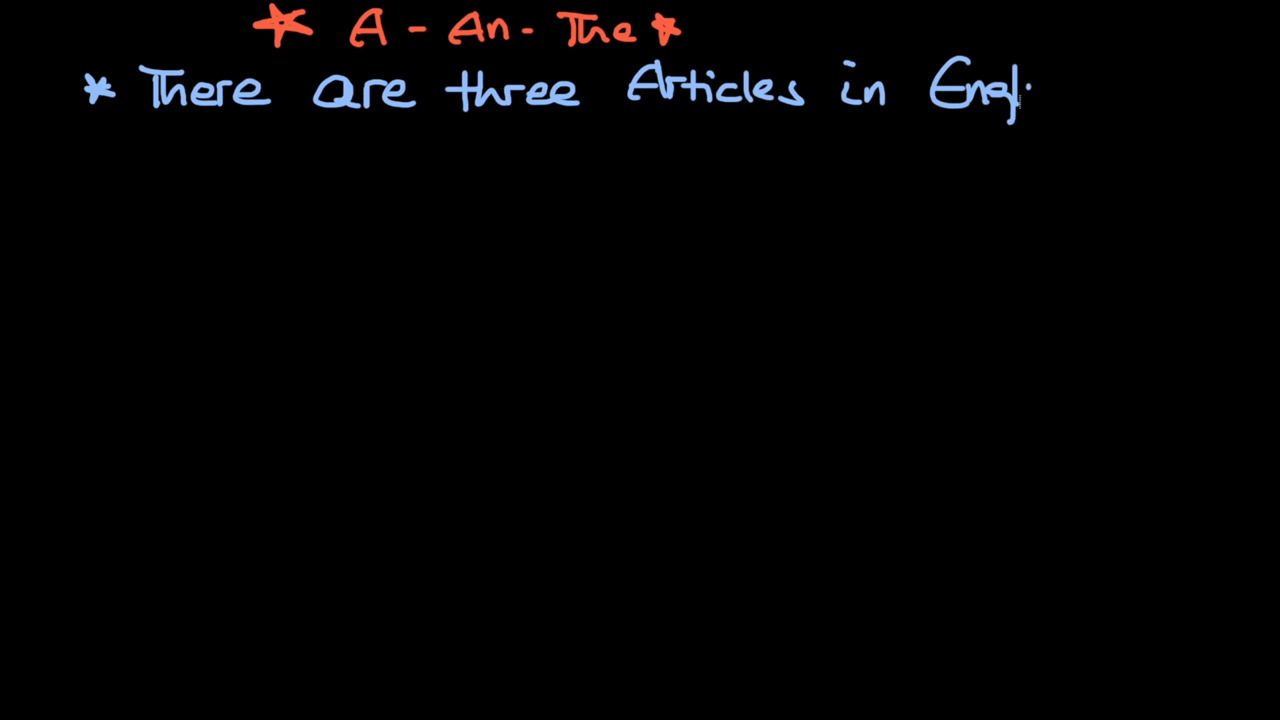 * A - An - The *
* There are three Articles in Engl